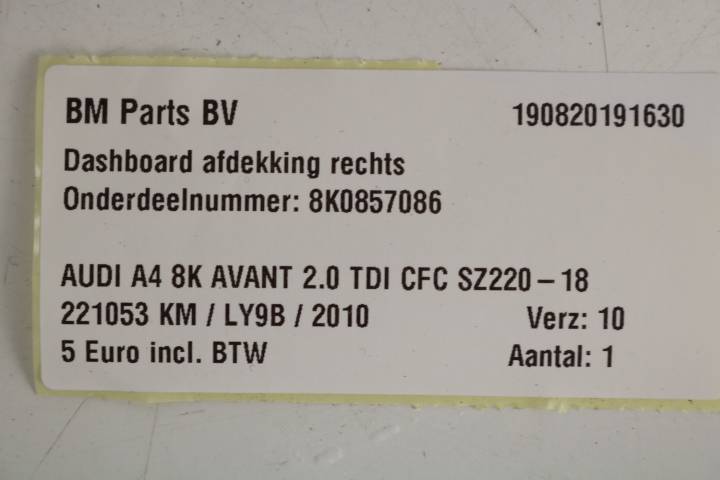 BM Parts BV 190820191630
Dashboard afdekking rechts
Onderdeelnummer: 8K0857086
AUDI A4 8K AVANT 2.0 TDI CFC SZ220 – 18
221053 KM / LY9B / 2010 Verz: 10
5 Euro incl. BTW Aantal: 1